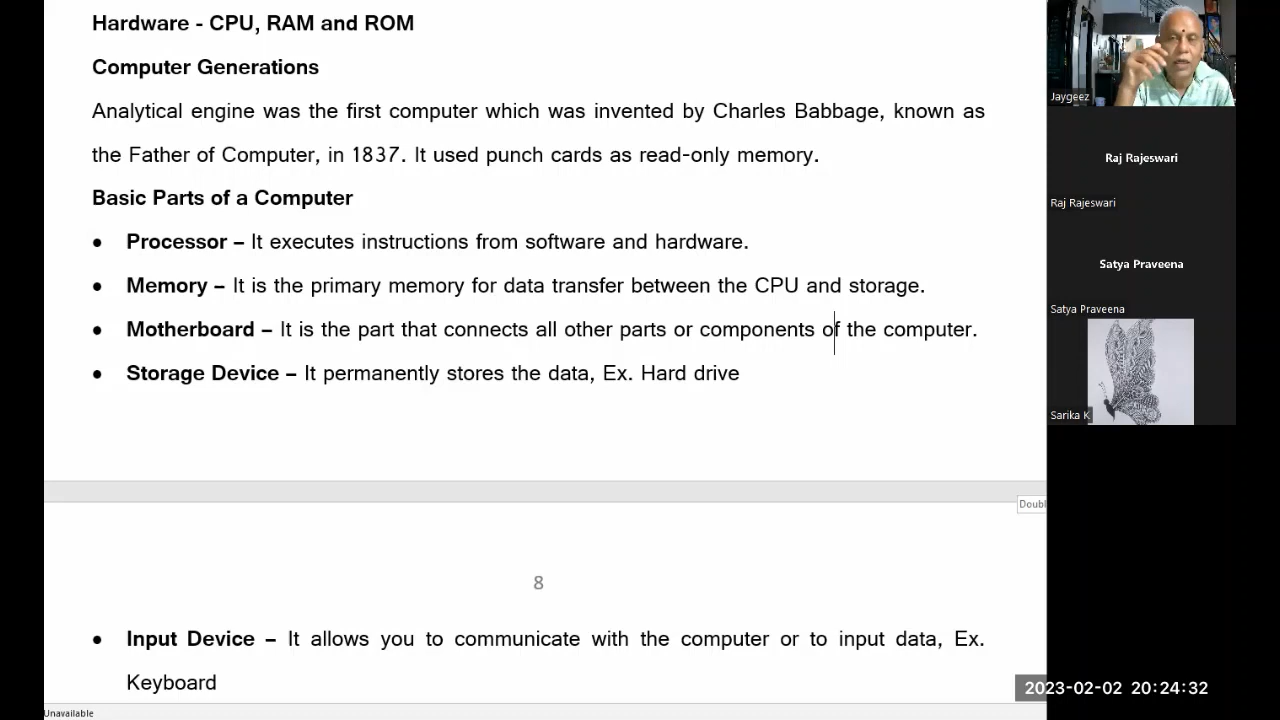 Hardware - CPU, RAM and ROM
Computer Generations
Analytical engine was the first computer which was invented by Charles Babbage, known as
the Father of Computer, in 1837. It used punch cards as read-only memory.
Basic Parts of a Computer
● Processor – It executes instructions from software and hardware.
● Memory – It is the primary memory for data transfer between the CPU and storage.
● Motherboard – It is the part that connects all other parts or components of the computer.
● Storage Device – It permanently stores the data, Ex. Hard drive
Doubl
8
● Input Device – It allows you to communicate with the computer or to input data, Ex.
Keyboard
Unavailable
Jaygeez
Raj Rajeswari
Raj Rajeswari
Satya Praveena
Satya Praveena
Sarika K
2023-02-02 20:24:32